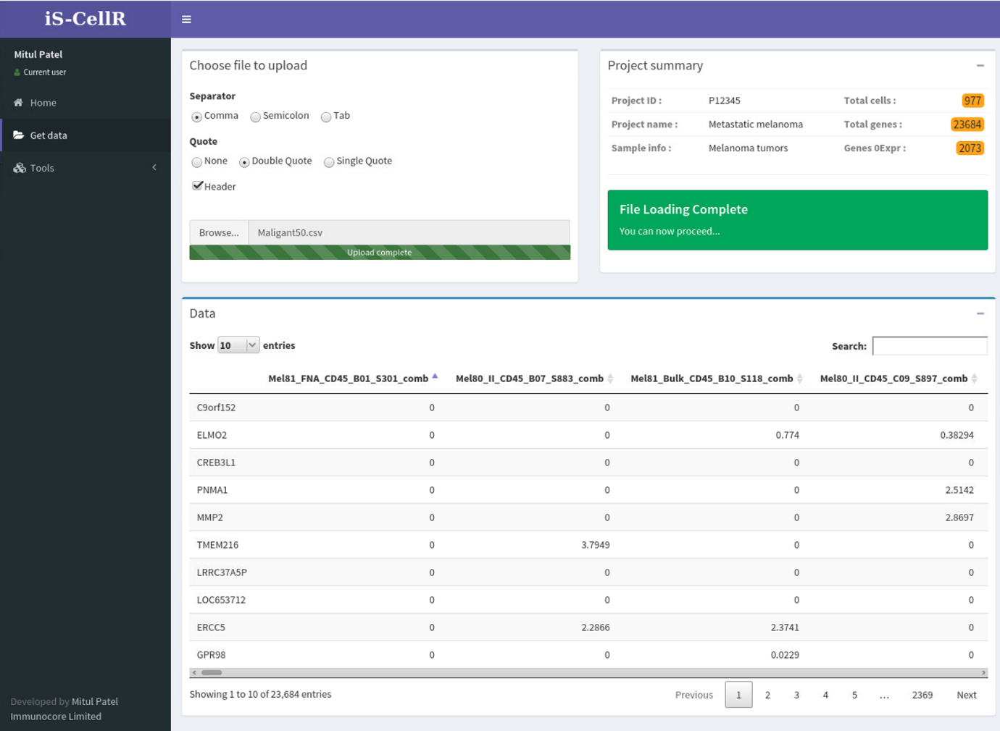 iS-CellR
Mitul Patel
Current user
Home
Get data
Tools
Developed by Mitul Patel
Immunocore Limited
Choose file to upload
Separator
Comma Semicolon Tab
Quote
None Double Quote Single Quote
Header
Browse... Maligant50.csv
Upload complete
Project summary
Project ID : P12345 Total cells : 977
Project name : Metastatic melanoma Total genes : 23684
Sample info : Melanoma tumors Genes 0Expr : 2073
File Loading Complete
You can now proceed...
Data
Show 10 entries Search:
Mel81_FNA_CD45_B01_S301_comb Mel80_II_CD45_B07_S883_comb Mel81_Bulk_CD45_B10_S118_comb Mel80_II_CD45_C09_S897_comb
C9orf152 0 0 0 0
ELMO2 0 0 0.774 0.38294
CREB3L1 0 0 0 0
PNMA1 0 0 0 2.5142
MMP2 0 0 0 2.8697
TMEM216 0 3.7949 0 0
LRRC37A5P 0 0 0 0
LOC653712 0 0 0 0
ERCC5 0 2.2866 2.3741 0
GPR98 0 0 0.0229 0
Showing 1 to 10 of 23,684 entries Previous 1 2 3 4 5 ... 2369 Next